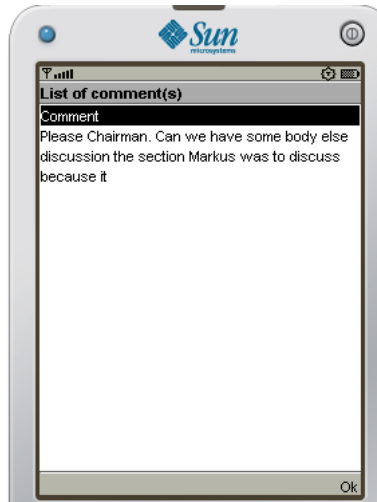 Sun
microsystems
List of comment(s)
Comment
Please Chairman. Can we have some body else
discussion the section Markus was to discuss
because it
Ok